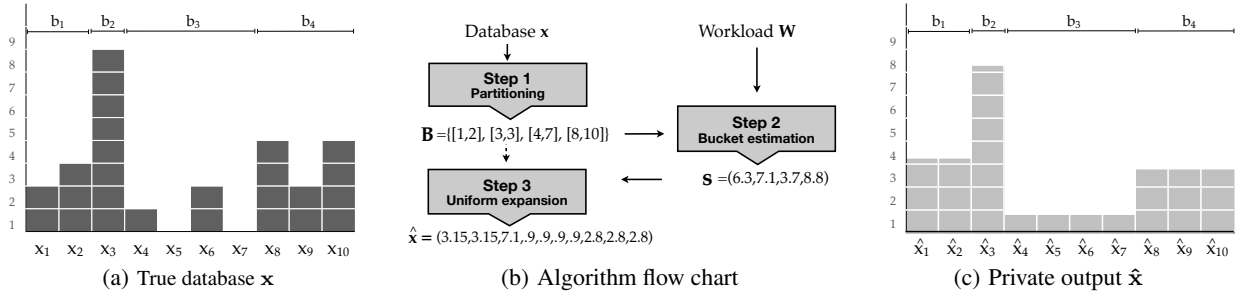 b₁ b₂ b₃ b₄
9
8
7
6
5
4
3
2
1
x₁ x₂ x₃ x₄ x₅ x₆ x₇ x₈ x₉ x₁₀
(a) True database x
Database x
Workload W
Step 1
Partitioning
B ={[1,2], [3,3], [4,7], [8,10]}
Step 2
Bucket estimation
s =(6.3,7.1,3.7,8.8)
Step 3
Uniform expansion
x̂ = (3.15,3.15,7.1,.9,.9,.9,.9,2.8,2.8,2.8)
(b) Algorithm flow chart
b₁ b₂ b₃ b₄
9
8
7
6
5
4
3
2
1
x̂₁ x̂₂ x̂₃ x̂₄ x̂₅ x̂₆ x̂₇ x̂₈ x̂₉ x̂₁₀
(c) Private output x̂